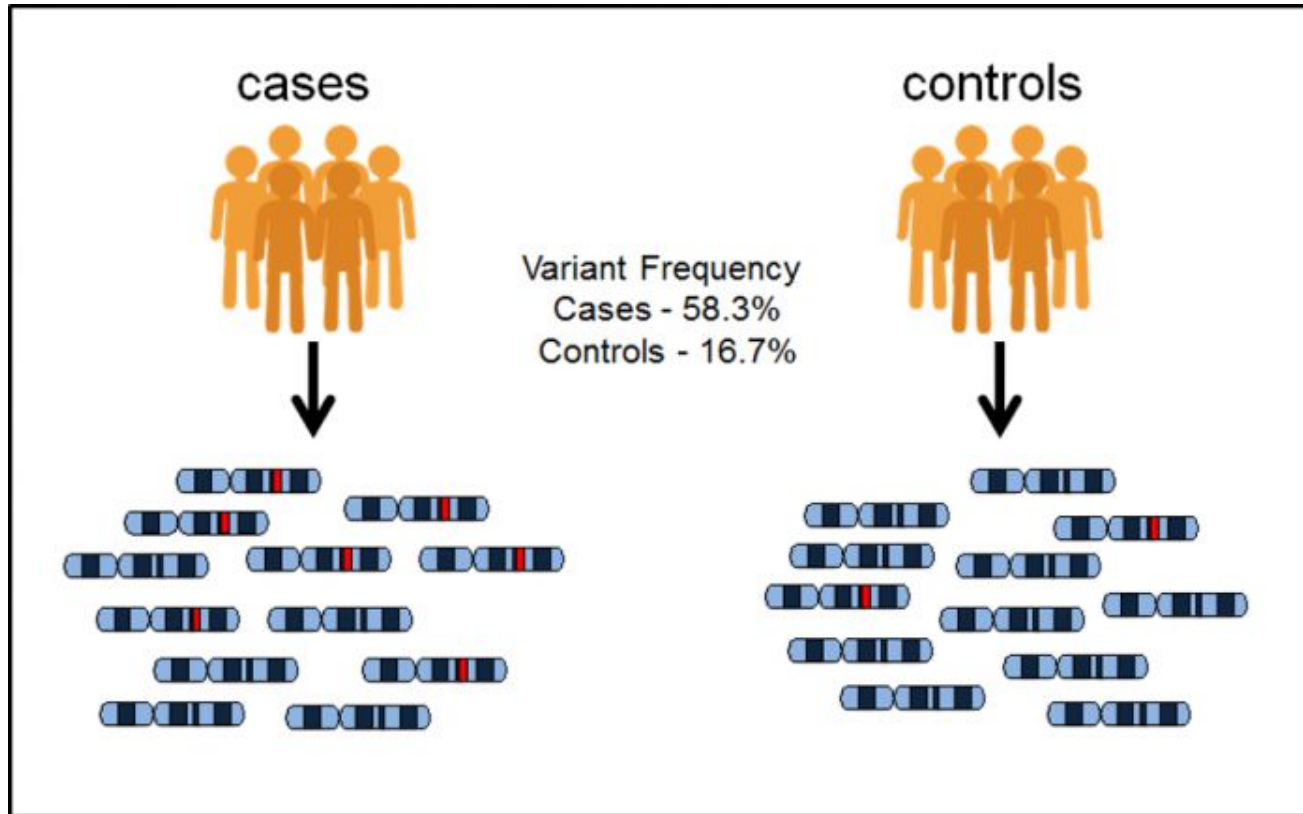 cases
controls
Variant Frequency
Cases - 58.3%
Controls - 16.7%